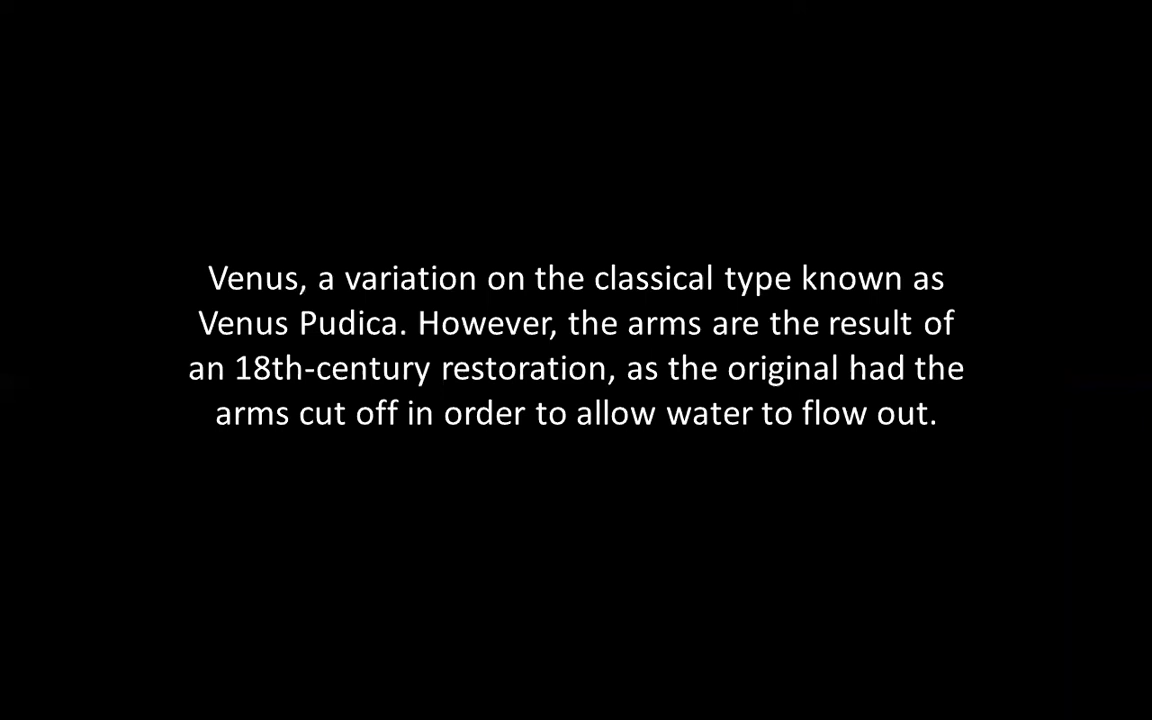 Venus, a variation on the classical type known as
Venus Pudica. However, the arms are the result of
an 18th-century restoration, as the original had the
arms cut off in order to allow water to flow out.